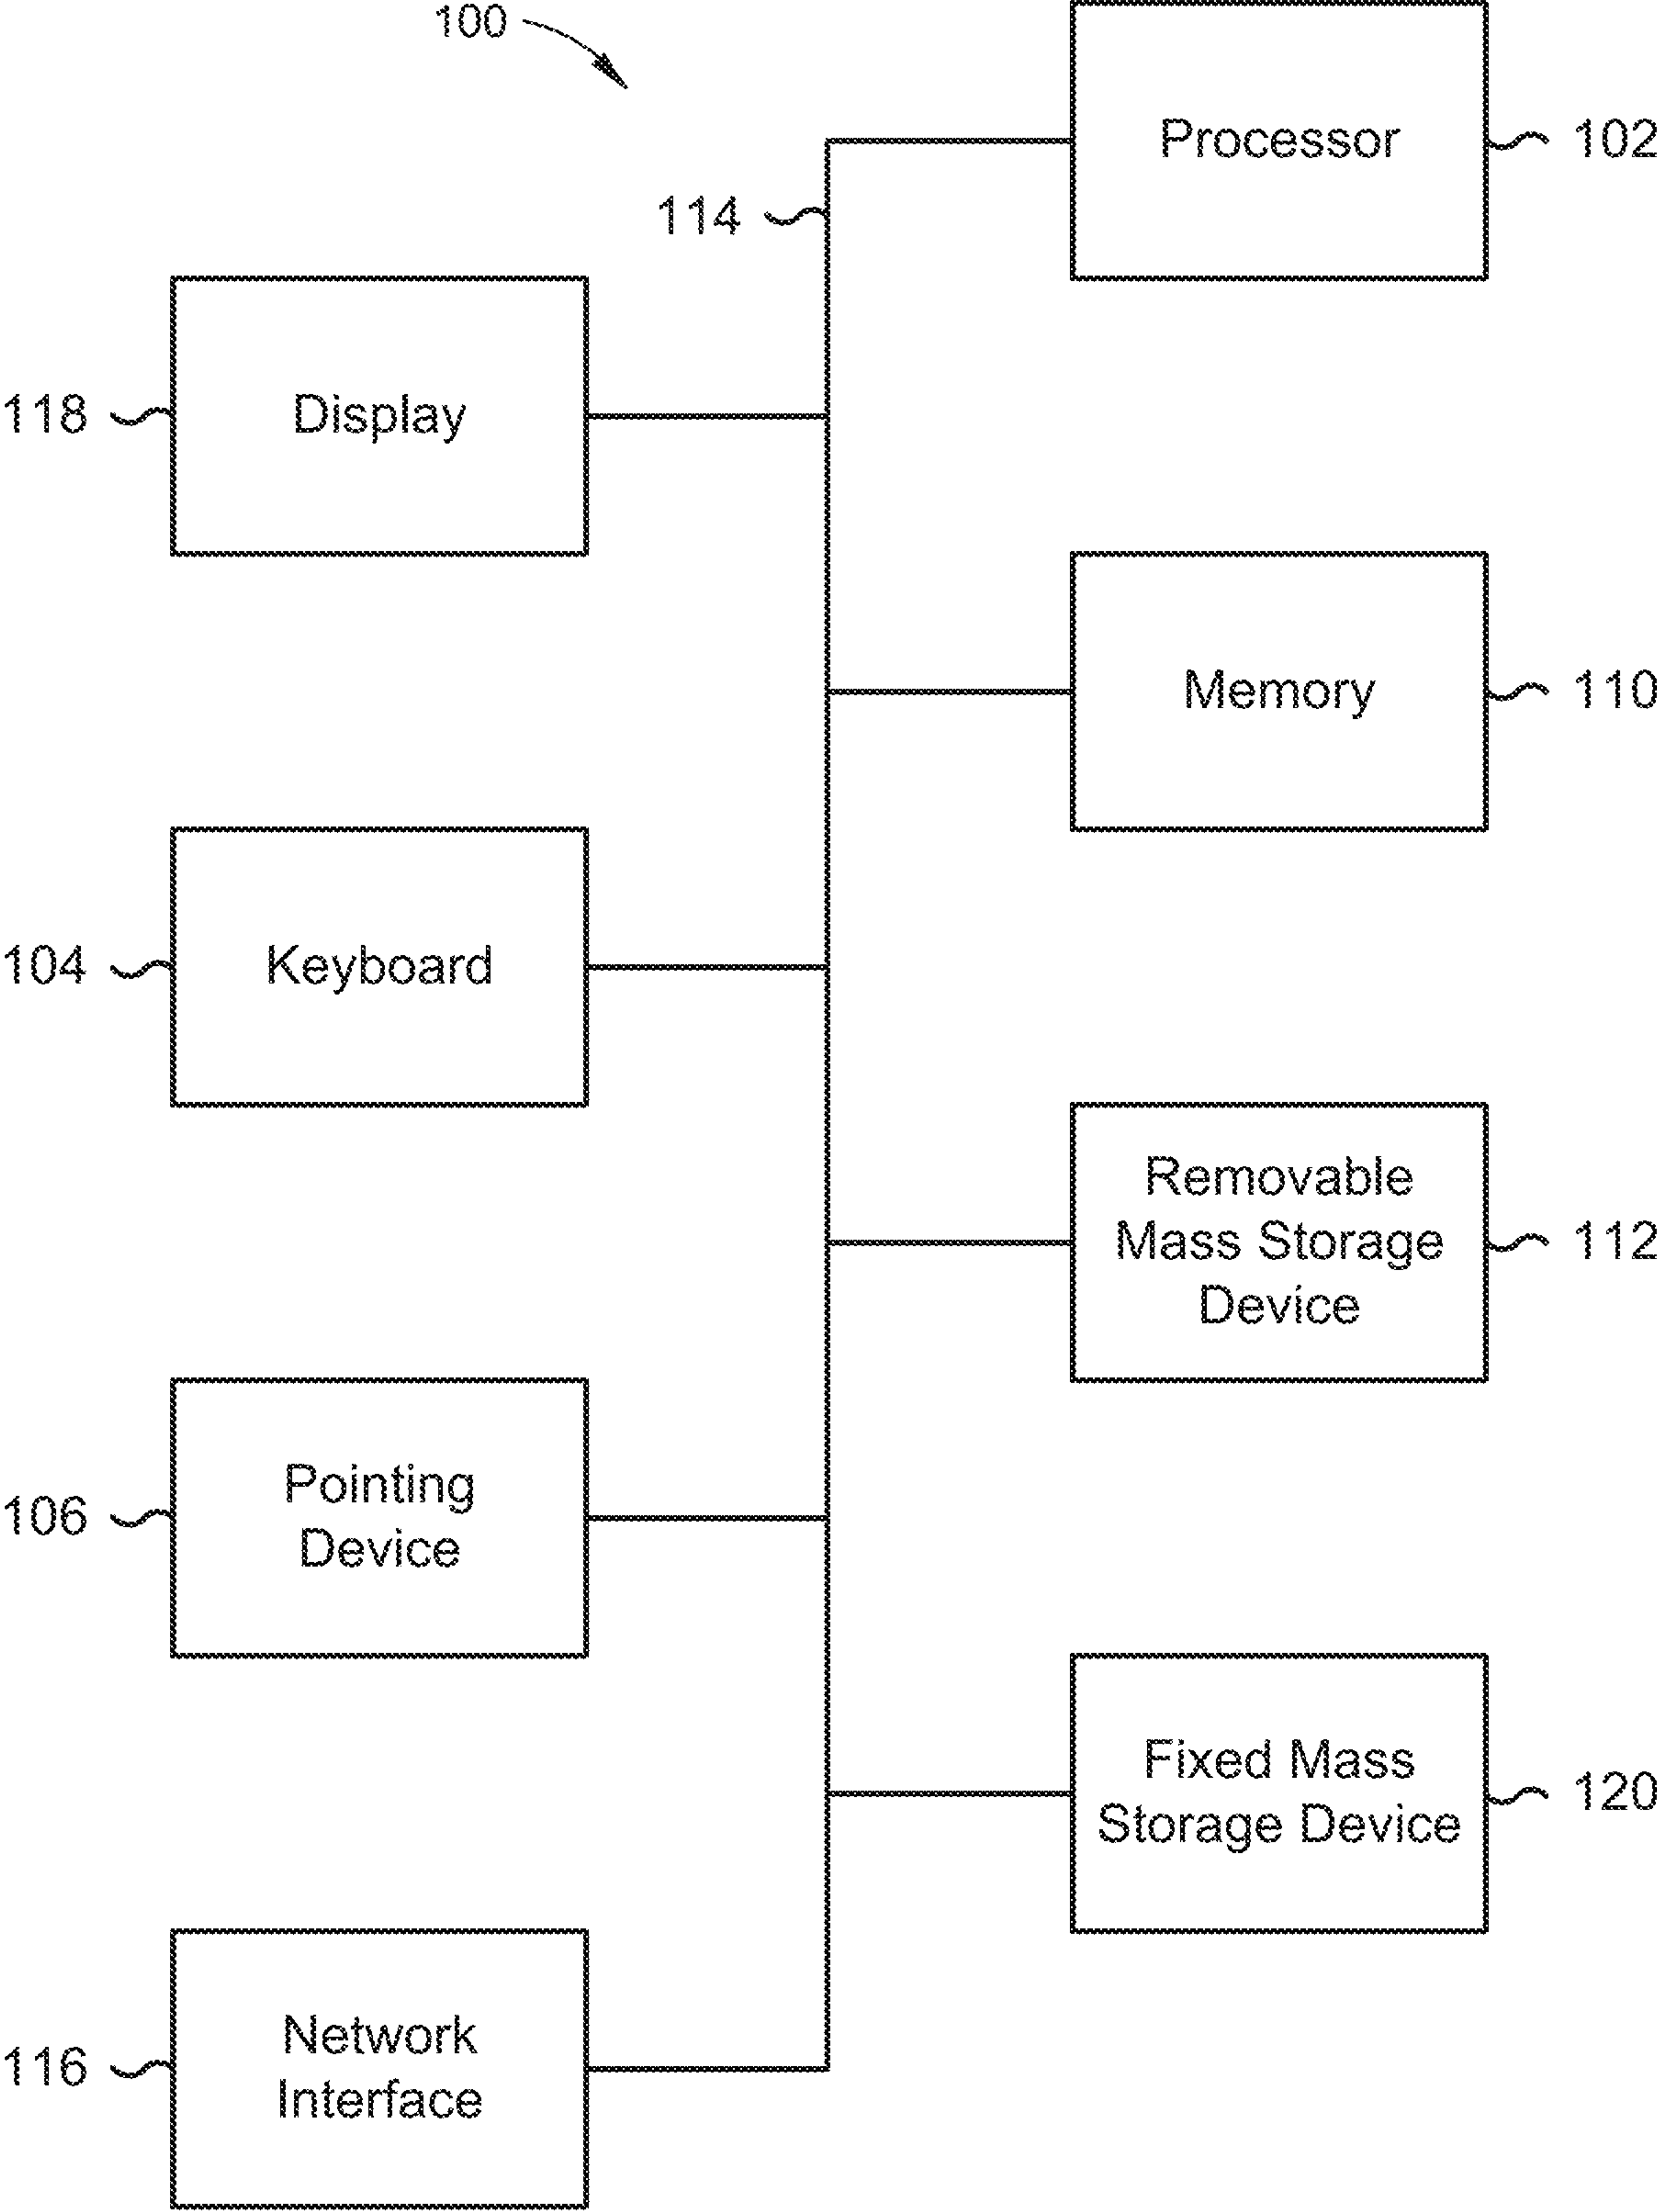 100
Processor
102
114
118
Display
Memory
110
104
Keyboard
Removable
Mass Storage
Device
112
106
Pointing
Device
Fixed Mass
Storage Device
120
116
Network
Interface